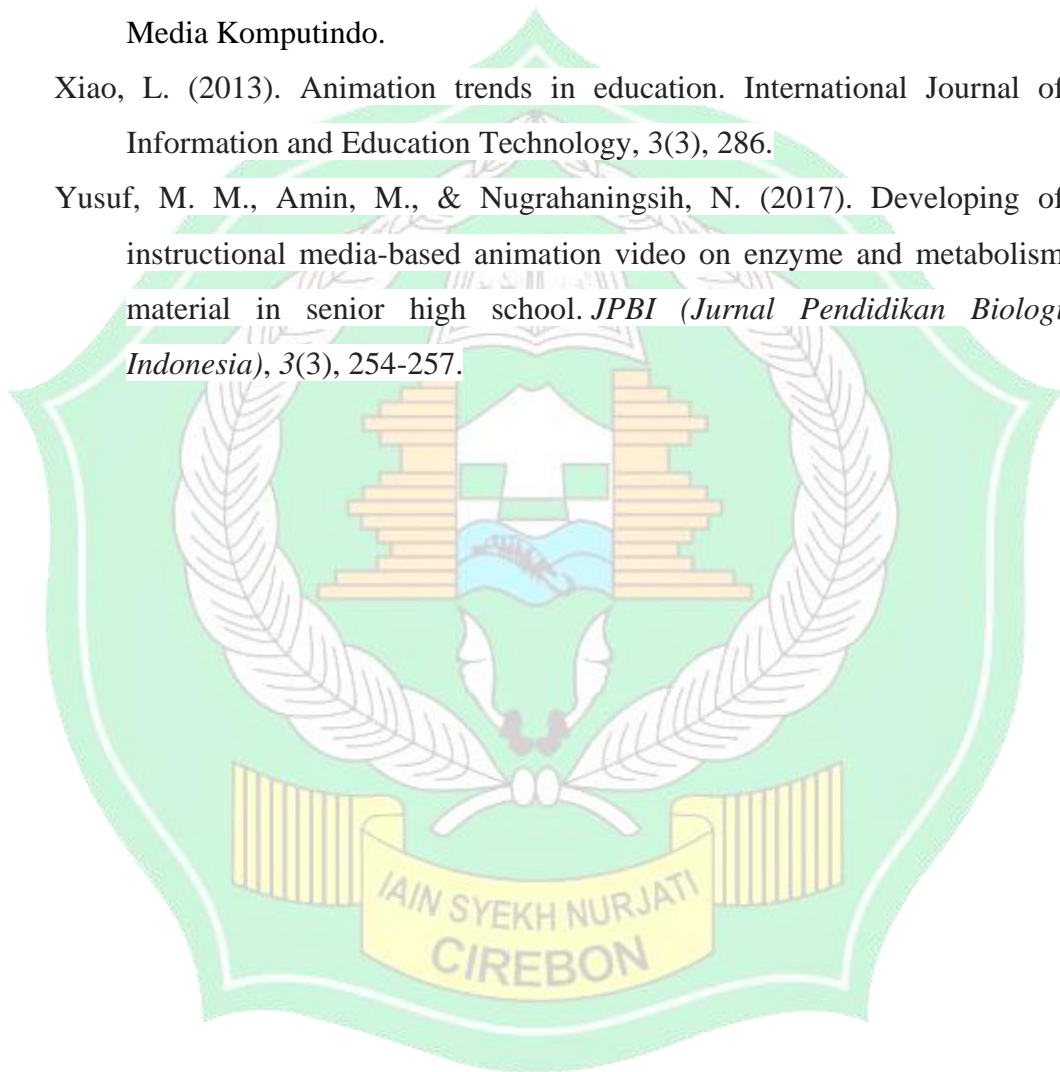 Media Komputindo.
Xiao, L. (2013). Animation trends in education. International Journal of
Information and Education Technology, 3(3), 286.
Yusuf, M. M., Amin, M., & Nugrahaningsih, N. (2017). Developing of
instructional media-based animation video on enzyme and metabolism
material in senior high school. JPBI (Jurnal Pendidikan Biologi
Indonesia), 3(3), 254-257.
IAIN SYEKH NURJATI
CIREBON